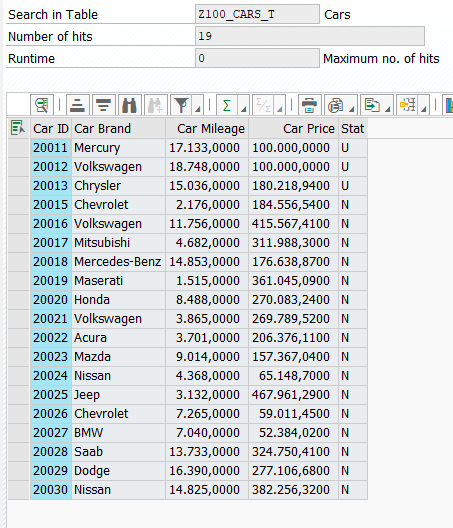 Search in Table Z100_CARS_T Cars
Number of hits 19
Runtime 0 Maximum no. of hits
Car ID Car Brand Car Mileage Car Price Stat
20011 Mercury 17.133,0000 100.000,0000 U
20012 Volkswagen 18.748,0000 100.000,0000 U
20013 Chrysler 15.036,0000 180.218,9400 U
20015 Chevrolet 2.176,0000 184.556,5400 N
20016 Volkswagen 11.756,0000 415.567,4100 N
20017 Mitsubishi 4.682,0000 311.988,3000 N
20018 Mercedes-Benz 14.853,0000 176.638,8700 N
20019 Maserati 1.515,0000 361.045,0900 N
20020 Honda 8.488,0000 270.083,2400 N
20021 Volkswagen 3.865,0000 269.789,5200 N
20022 Acura 3.701,0000 206.376,1100 N
20023 Mazda 9.014,0000 157.367,0400 N
20024 Nissan 4.368,0000 65.148,7000 N
20025 Jeep 3.132,0000 467.961,2900 N
20026 Chevrolet 7.265,0000 59.011,4500 N
20027 BMW 7.040,0000 52.384,0200 N
20028 Saab 13.733,0000 324.750,4100 N
20029 Dodge 16.390,0000 277.106,6800 N
20030 Nissan 14.825,0000 382.256,3200 N